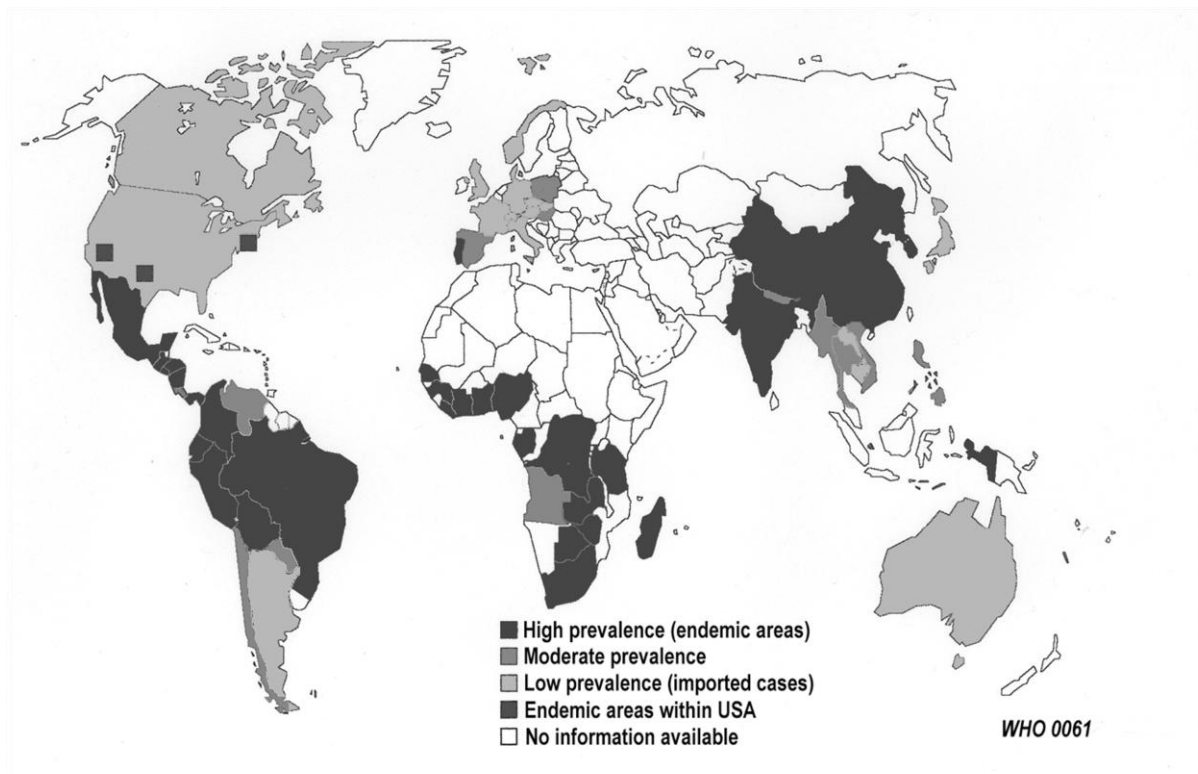 High prevalence (endemic areas)
Moderate prevalence
Low prevalence (imported cases)
Endemic areas within USA
No information available
WHO 0061